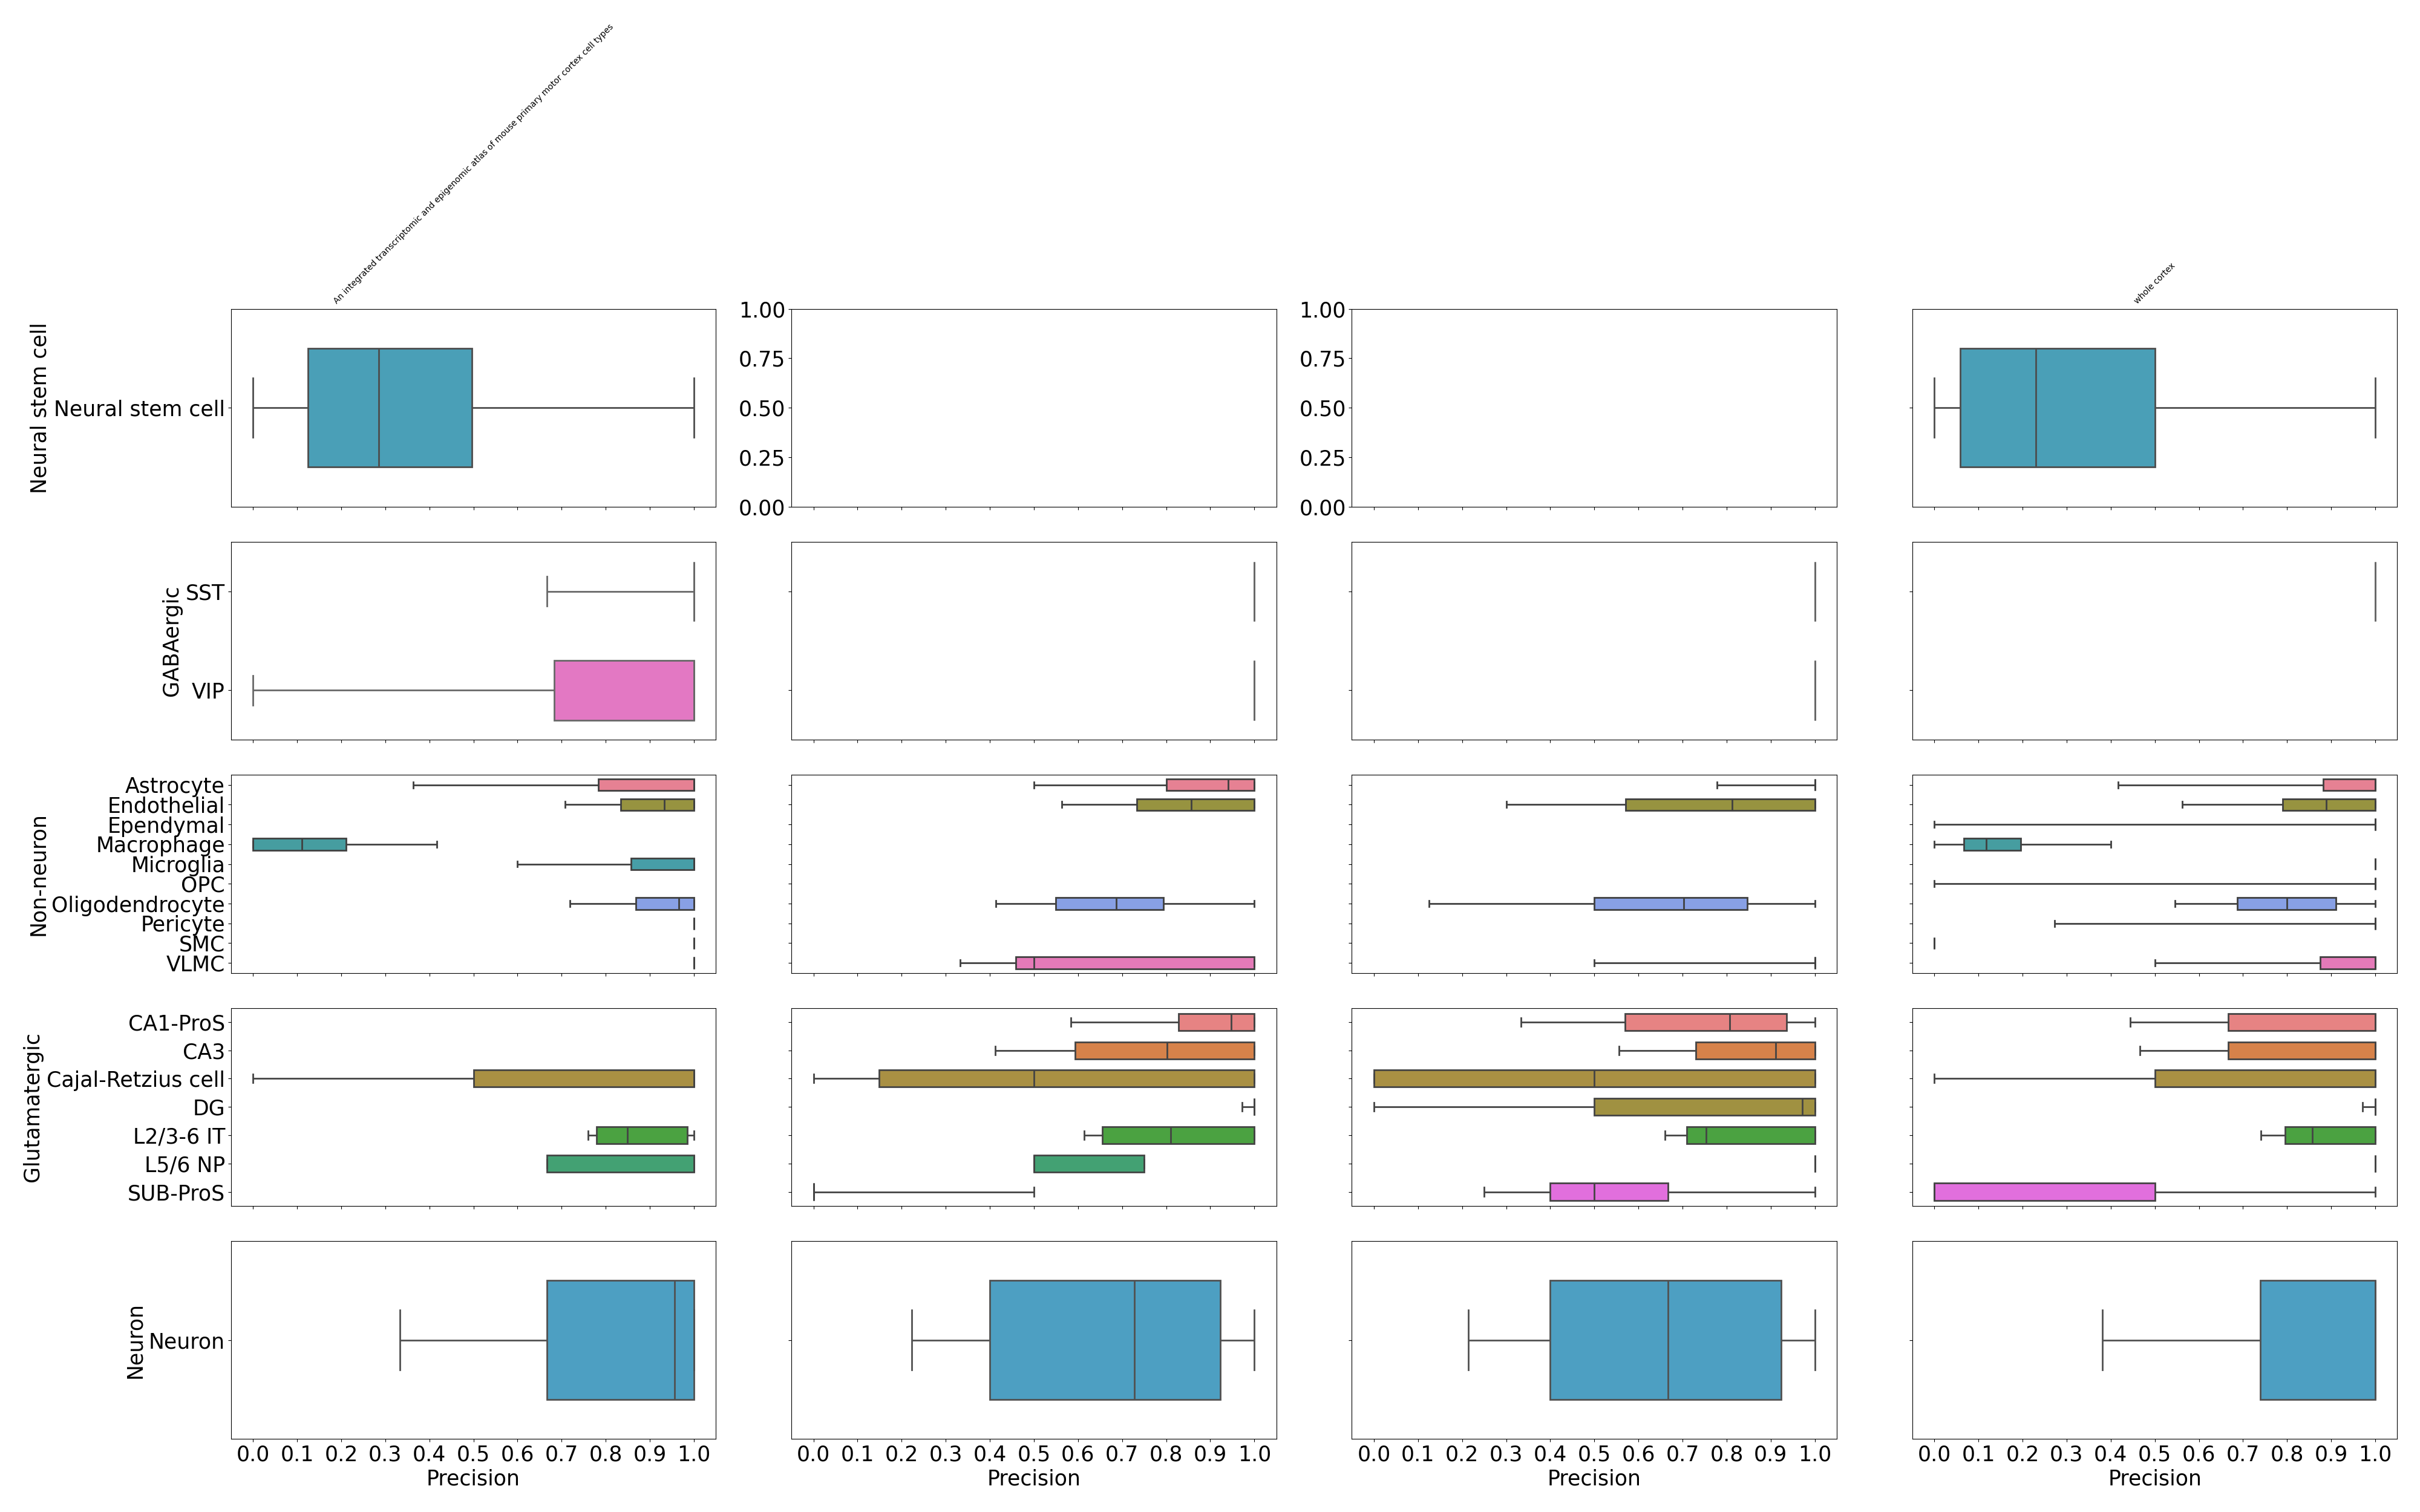 An integrated transcriptomic and epigenomic atlas of mouse primary motor cortex cell types
whole cortex
Neural stem cell
Neural stem cell
1.00
0.75
0.50
0.25
0.00
1.00
0.75
0.50
0.25
0.00
GABAergic
SST
VIP
Non-neuron
Astrocyte
Endothelial
Ependymal
Macrophage
Microglia
OPC
Oligodendrocyte
Pericyte
SMC
VLMC
Glutamatergic
CA1-ProS
CA3
Cajal-Retzius cell
DG
L2/3-6 IT
L5/6 NP
SUB-ProS
Neuron
Neuron
0.0 0.1 0.2 0.3 0.4 0.5 0.6 0.7 0.8 0.9 1.0
Precision
0.0 0.1 0.2 0.3 0.4 0.5 0.6 0.7 0.8 0.9 1.0
Precision
0.0 0.1 0.2 0.3 0.4 0.5 0.6 0.7 0.8 0.9 1.0
Precision
0.0 0.1 0.2 0.3 0.4 0.5 0.6 0.7 0.8 0.9 1.0
Precision